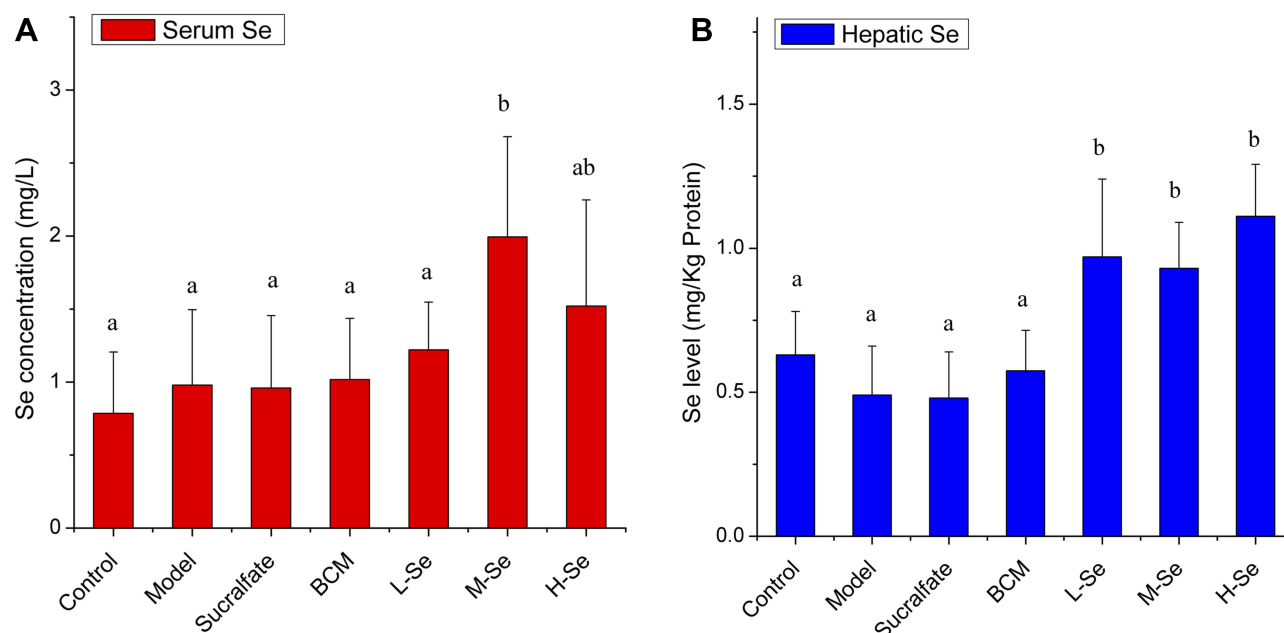 A
Serum Se
Se concentration (mg/L)
3
2
1
0
a
a
a
a
a
b
ab
Control
Model
Sucralfate
BCM
L-Se
M-Se
H-Se
B
Hepatic Se
Se level (mg/Kg Protein)
1.5
1.0
0.5
0.0
a
a
a
a
b
b
b
Control
Model
Sucralfate
BCM
L-Se
M-Se
H-Se